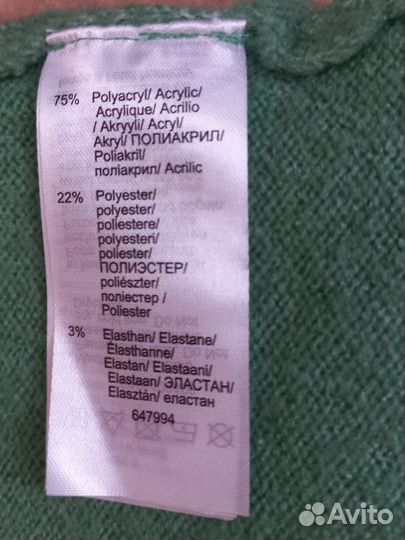 75% Polyacryl/ Acrylic/
Acrylique/ Acrilio
/ Akryyli/ Acryl/
Akryl/ ПОЛИАКРИЛ/
Poliakril/
поліакрил/ Acrilic
22% Polyester/
polyester/
poliestere/
polyesteri/
poliester/
ПОЛИЭСТЕР/
poliészter/
поліестер /
Poliester
3% Elasthan/ Elastane/
Élasthanne/
Elastan/ Elastaani/
Elastaan/ ЭЛАСТАН/
Elasztán/ еластан
647994
Avito